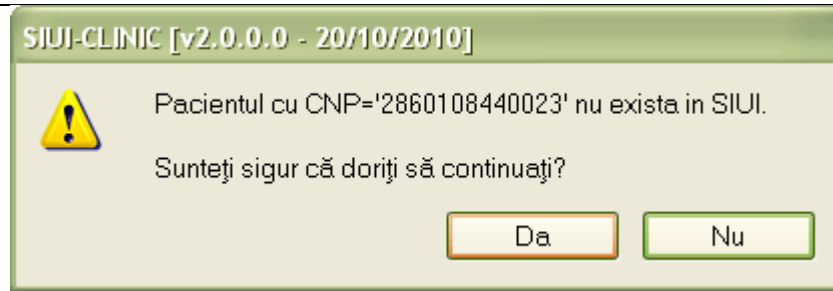 SIUI-CLINIC [v2.0.0.0 - 20/10/2010]
Pacientul cu CNP='2860108440023' nu exista in SIUI.
Sunteţi sigur că doriţi să continuaţi?
Da
Nu